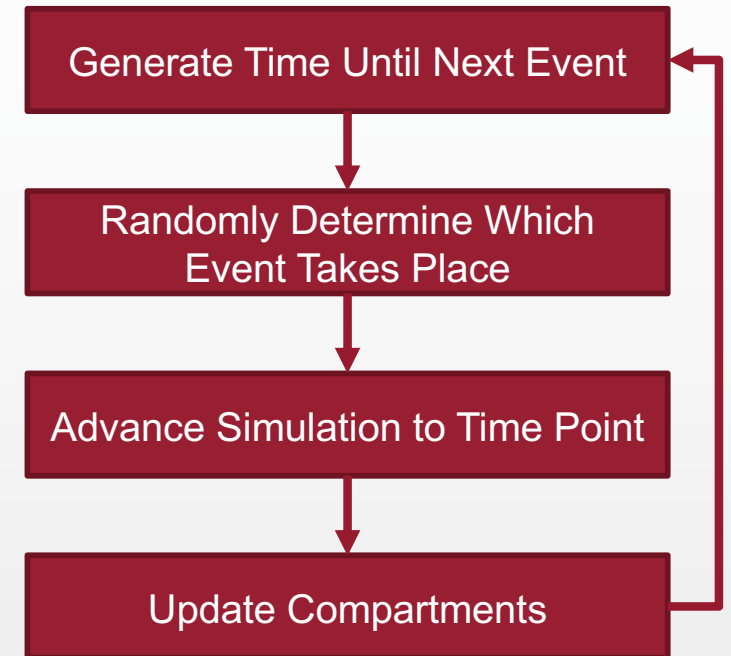 Generate Time Until Next Event
Randomly Determine Which
Event Takes Place
Advance Simulation to Time Point
Update Compartments